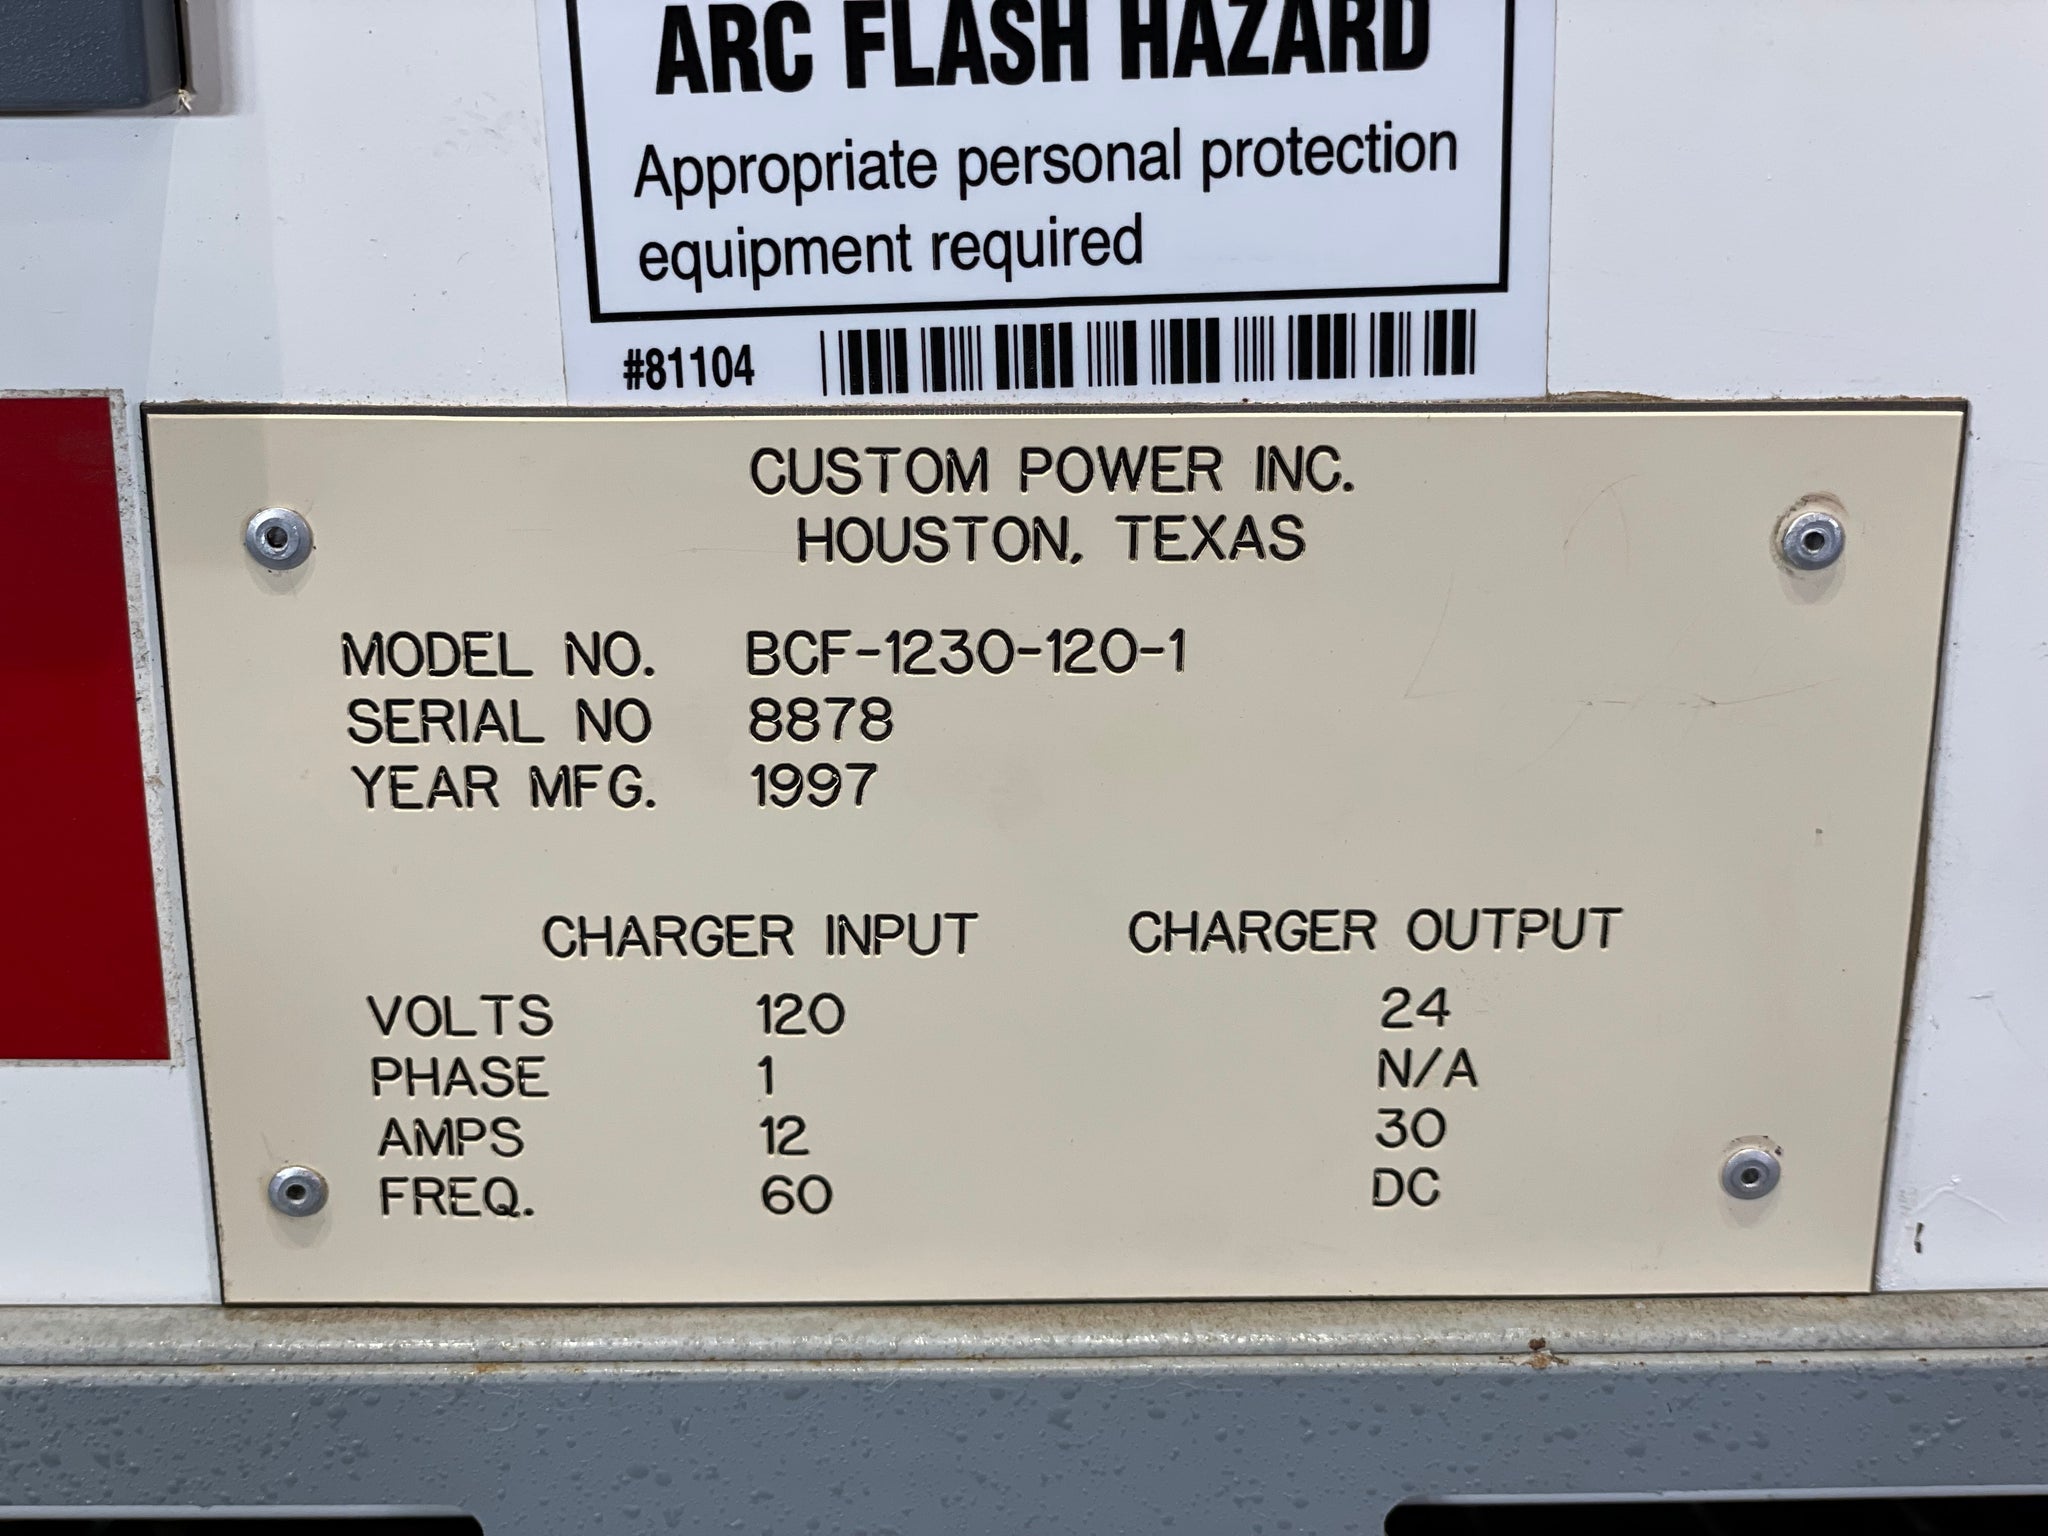 ARC FLASH HAZARD
Appropriate personal protection
equipment required
#81104
CUSTOM POWER INC.
HOUSTON, TEXAS
MODEL NO. BCF-1230-120-1
SERIAL NO 8878
YEAR MFG. 1997
CHARGER INPUT CHARGER OUTPUT
VOLTS 120 24
PHASE 1 N/A
AMPS 12 30
FREQ. 60 DC